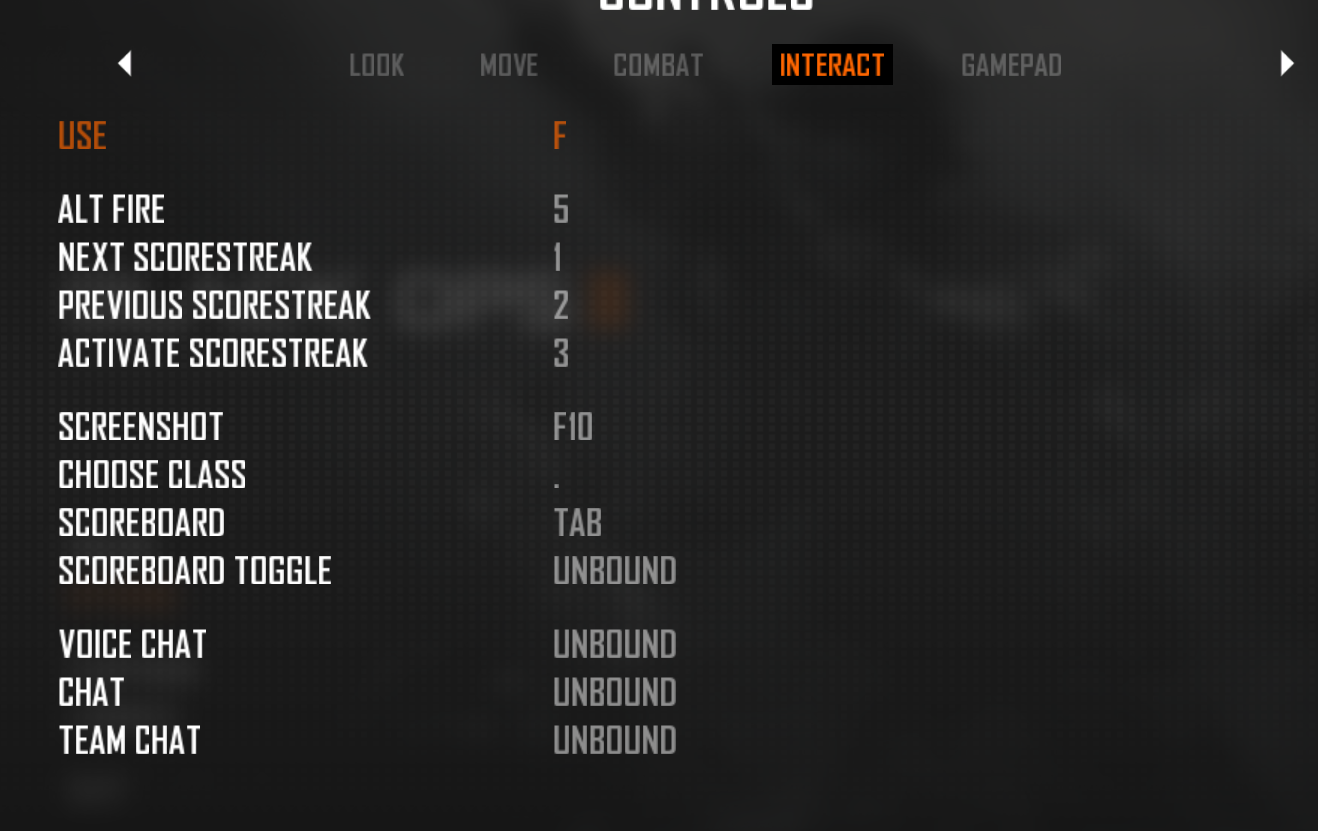 CONTROLS
LOOK MOVE COMBAT INTERACT GAMEPAD
USE F
ALT FIRE 5
NEXT SCORESTREAK 1
PREVIOUS SCORESTREAK 2
ACTIVATE SCORESTREAK 3
SCREENSHOT F10
CHOOSE CLASS .
SCOREBOARD TAB
SCOREBOARD TOGGLE UNBOUND
VOICE CHAT UNBOUND
CHAT UNBOUND
TEAM CHAT UNBOUND